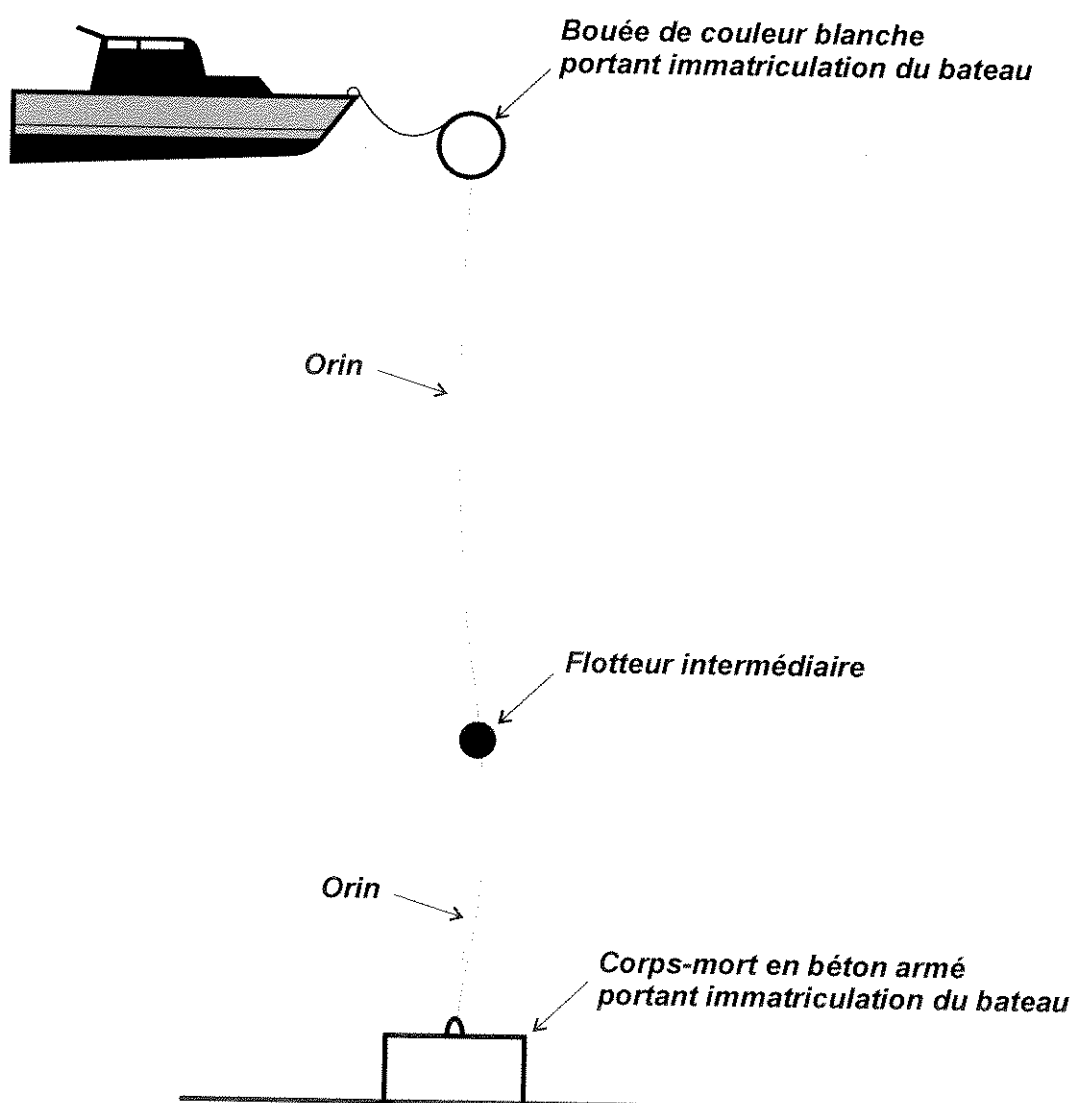 Bouée de couleur blanche
portant immatriculation du bateau
Orin
Flotteur intermédiaire
Orin
Corps-mort en béton armé
portant immatriculation du bateau